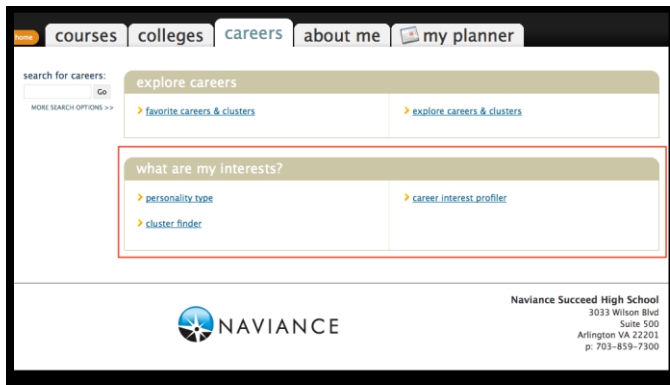 home courses colleges careers about me my planner
search for careers:
Go
MORE SEARCH OPTIONS >>
explore careers
favorite careers & clusters
explore careers & clusters
what are my interests?
personality type
career interest profiler
cluster finder
NAVIANCE
Naviance Succeed High School
3033 Wilson Blvd
Suite 500
Arlington VA 22201
p: 703-859-7300